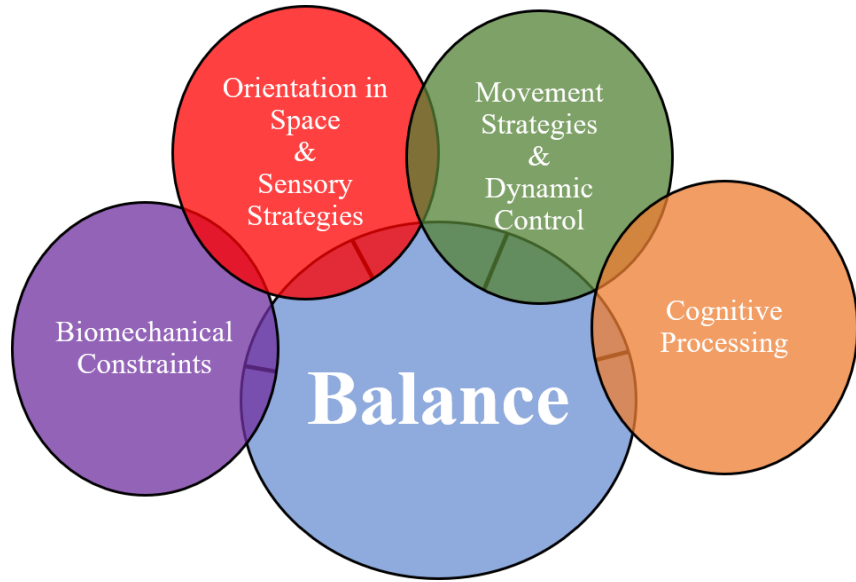 Orientation in
Space
&
Sensory
Strategies
Movement
Strategies
&
Dynamic
Control
Biomechanical
Constraints
Cognitive
Processing
Balance